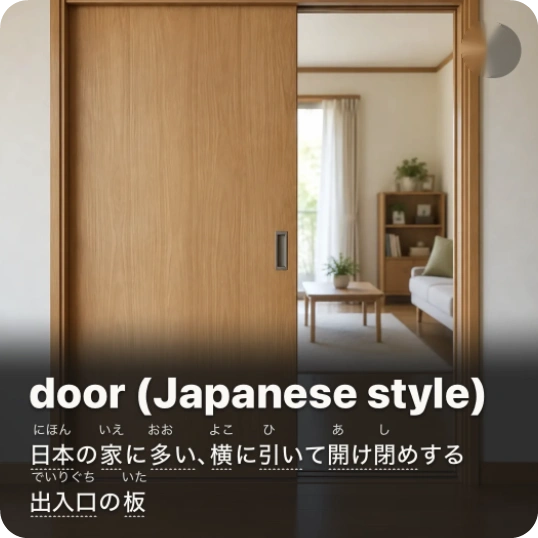 door (Japanese style)
にほん いえ おお よこ ひ あ し
日本の家に多い、横に引いて開け閉めする
でいりぐち いた
出入口の板